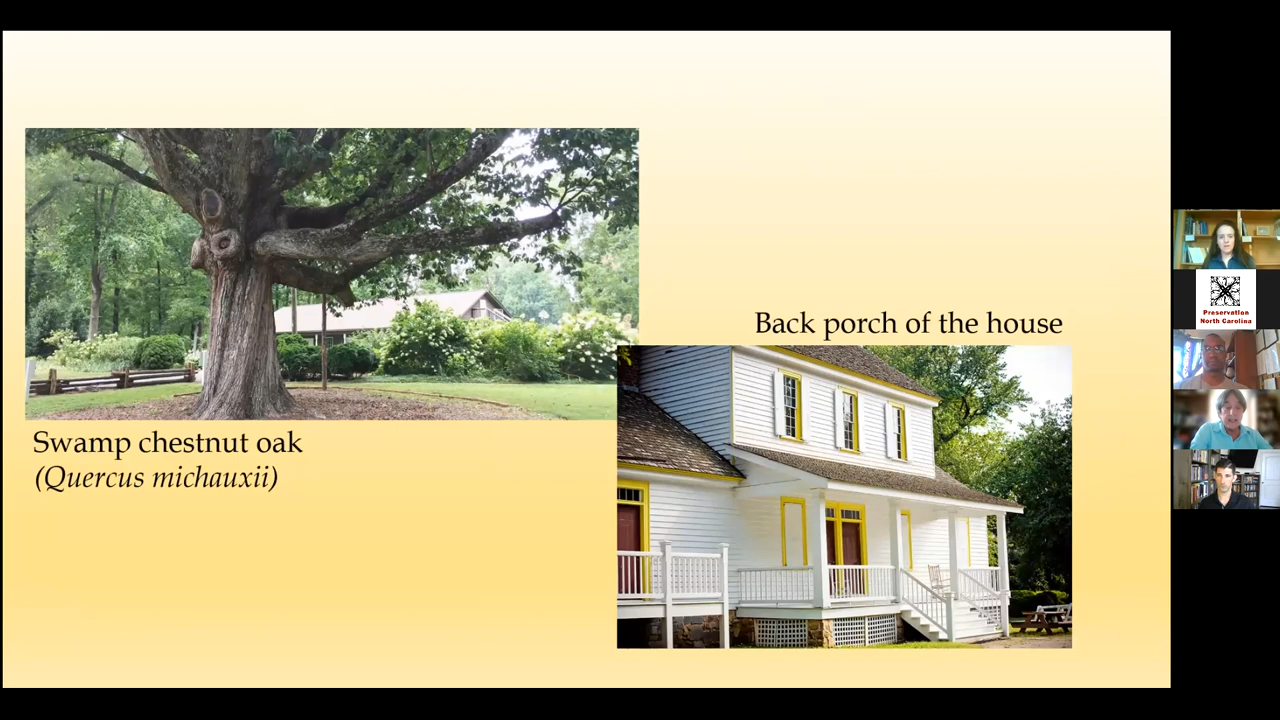 Back porch of the house
Swamp chestnut oak
(Quercus michauxii)
Preservation
North Carolina